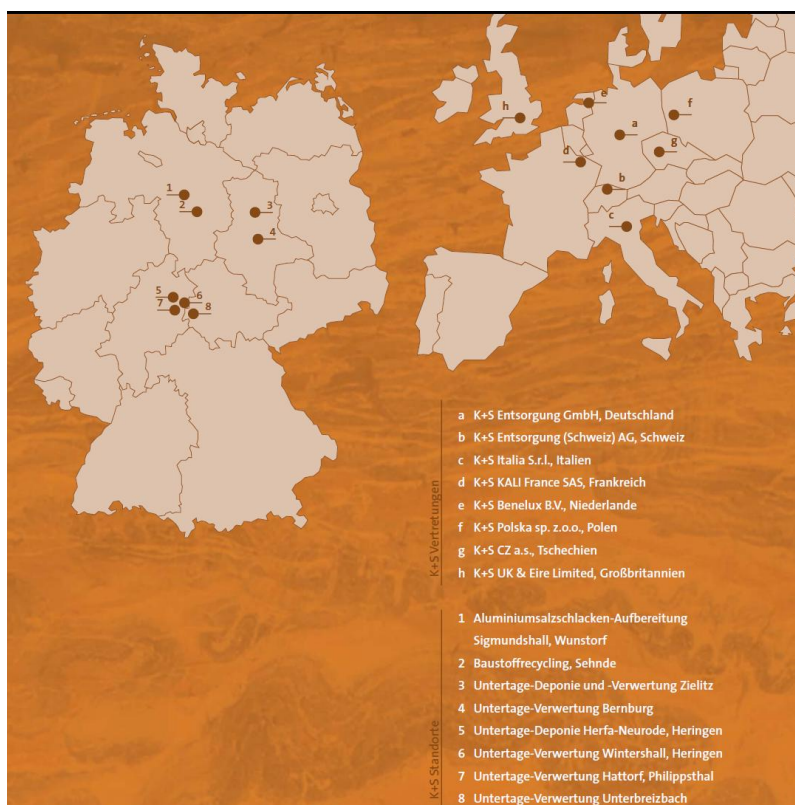 1
2
3
4
5
6
7
8
h
e
f
a
d
g
b
c
K+S Vertretungen
a K+S Entsorgung GmbH, Deutschland
b K+S Entsorgung (Schweiz) AG, Schweiz
c K+S Italia S.r.l., Italien
d K+S KALI France SAS, Frankreich
e K+S Benelux B.V., Niederlande
f K+S Polska sp. z.o.o., Polen
g K+S CZ a.s., Tschechien
h K+S UK & Eire Limited, Großbritannien
K+S Standorte
1 Aluminiumsalzschlacken-Aufbereitung
Sigmundshall, Wunstorf
2 Baustoffrecycling, Sehnde
3 Untertage-Deponie und -Verwertung Zielitz
4 Untertage-Verwertung Bernburg
5 Untertage-Deponie Herfa-Neurode, Heringen
6 Untertage-Verwertung Wintershall, Heringen
7 Untertage-Verwertung Hattorf, Philippsthal
8 Untertage-Verwertung Unterbreizbach